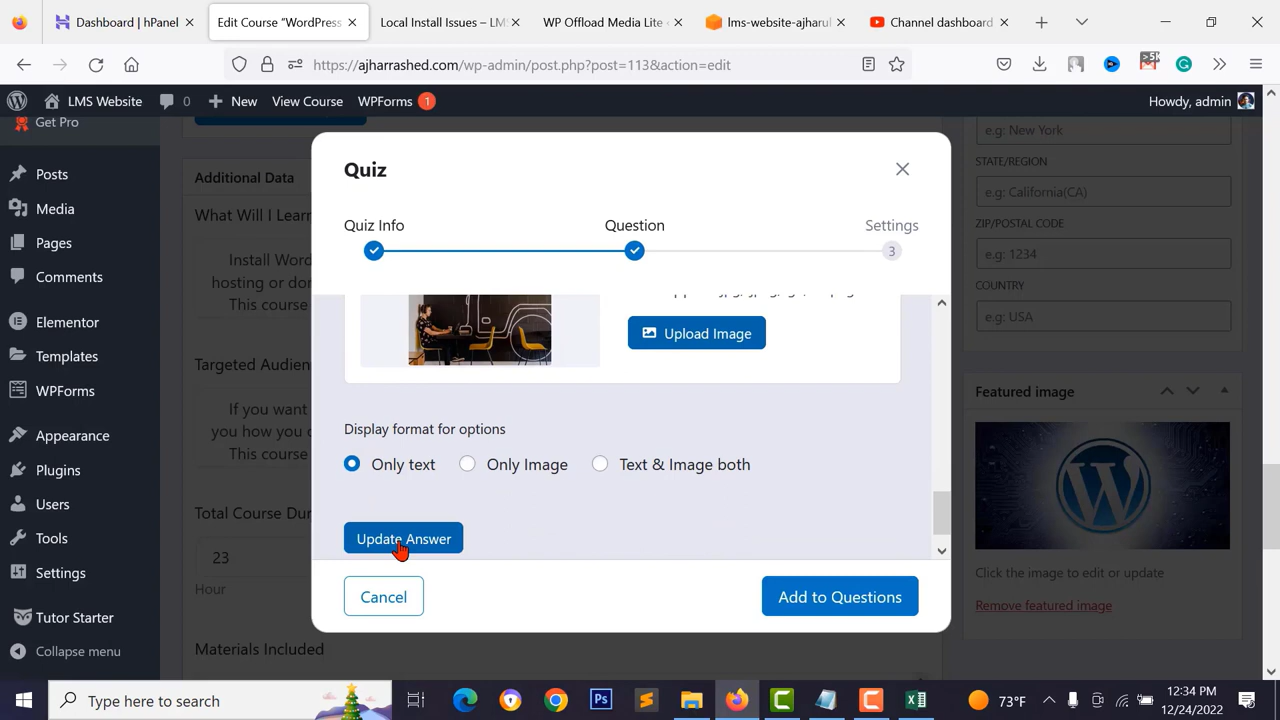 Dashboard | hPanel
Edit Course "WordPress
Local Install Issues – LMS
WP Offload Media Lite
lms-website-ajharul
Channel dashboard
https://ajharrashed.com/wp-admin/post.php?post=113&action=edit
LMS Website
0
New
View Course
WPForms
1
Howdy, admin
Get Pro
Posts
Media
Pages
Comments
Elementor
Templates
WPForms
Appearance
Plugins
Users
Tools
Settings
Tutor Starter
Collapse menu
Additional Data
What Will I Learn
Install Word
hosting or do
This course
Targeted Audien
If you want
you how you c
This course
Total Course Du
23
Hour
Materials Included
Quiz
Quiz Info
Question
Settings
3
Upload Image
Display format for options
Only text
Only Image
Text & Image both
Update Answer
Cancel
Add to Questions
e.g: New York
STATE/REGION
e.g: California(CA)
ZIP/POSTAL CODE
e.g: 1234
COUNTRY
e.g: USA
Featured image
Click the image to edit or update
Remove featured image
Type here to search
73°F
12:34 PM
12/24/2022